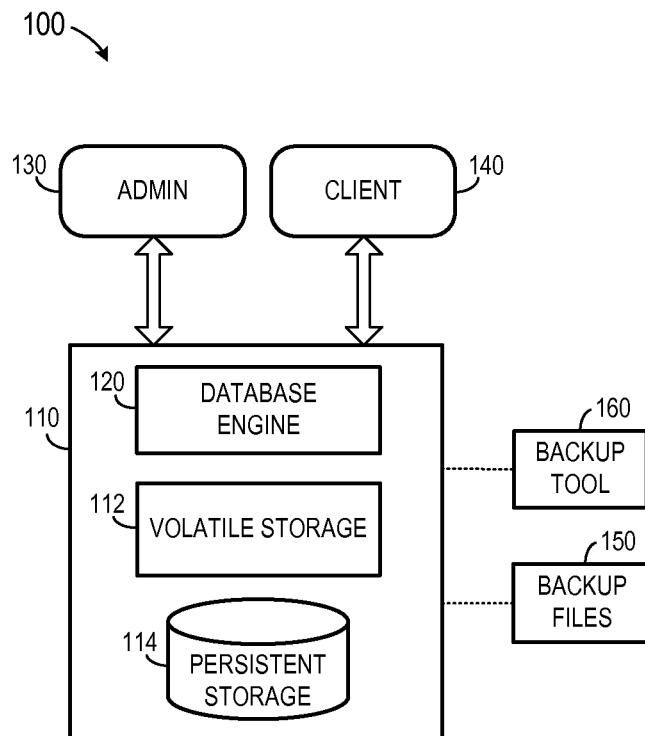 100
130
ADMIN
CLIENT
140
120
DATABASE
ENGINE
110
160
BACKUP
TOOL
112
VOLATILE STORAGE
150
BACKUP
FILES
114
PERSISTENT
STORAGE